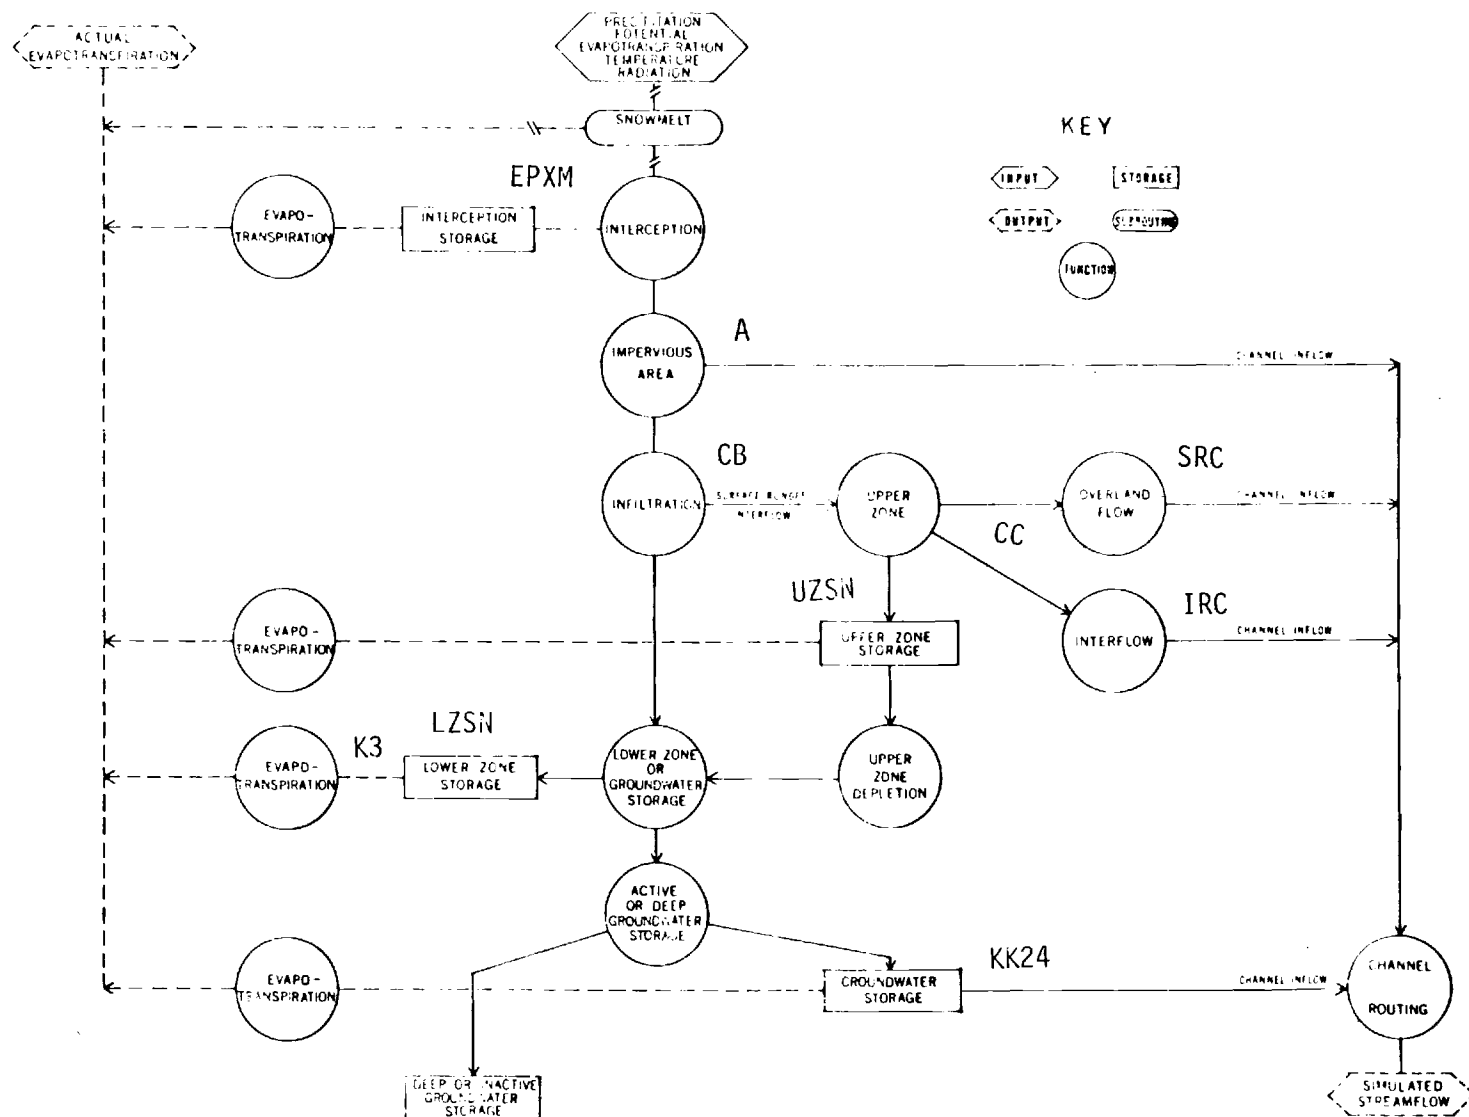 ACTUAL
EVAPOTRANSPIRATION
PRECIPITATION
POTENTIAL
EVAPOTRANSPIRATION
TEMPERATURE
RADIATION
SNOWMELT
KEY
INPUT
STORAGE
OUTPUT
SUBROUTINE
FUNCTION
EPXM
EVAPO-
TRANSPIRATION
INTERCEPTION
STORAGE
INTERCEPTION
IMPERVIOUS
AREA
A
CHANNEL INFLOW
INFILTRATION
CB
INTERFLOW
UPPER
ZONE
OVERLAND
FLOW
SRC
CHANNEL INFLOW
CC
UZSN
EVAPO-
TRANSPIRATION
UPPER ZONE
STORAGE
INTERFLOW
IRC
CHANNEL INFLOW
EVAPO-
TRANSPIRATION
K3
LZSN
LOWER ZONE
STORAGE
LOWER ZONE
OR
GROUNDWATER
STORAGE
UPPER
ZONE
DEPLETION
ACTIVE
OR DEEP
GROUNDWATER
STORAGE
EVAPO-
TRANSPIRATION
GROUNDWATER
STORAGE
KK24
CHANNEL INFLOW
CHANNEL
ROUTING
DEEP OR INACTIVE
GROUNDWATER
STORAGE
SIMULATED
STREAMFLOW